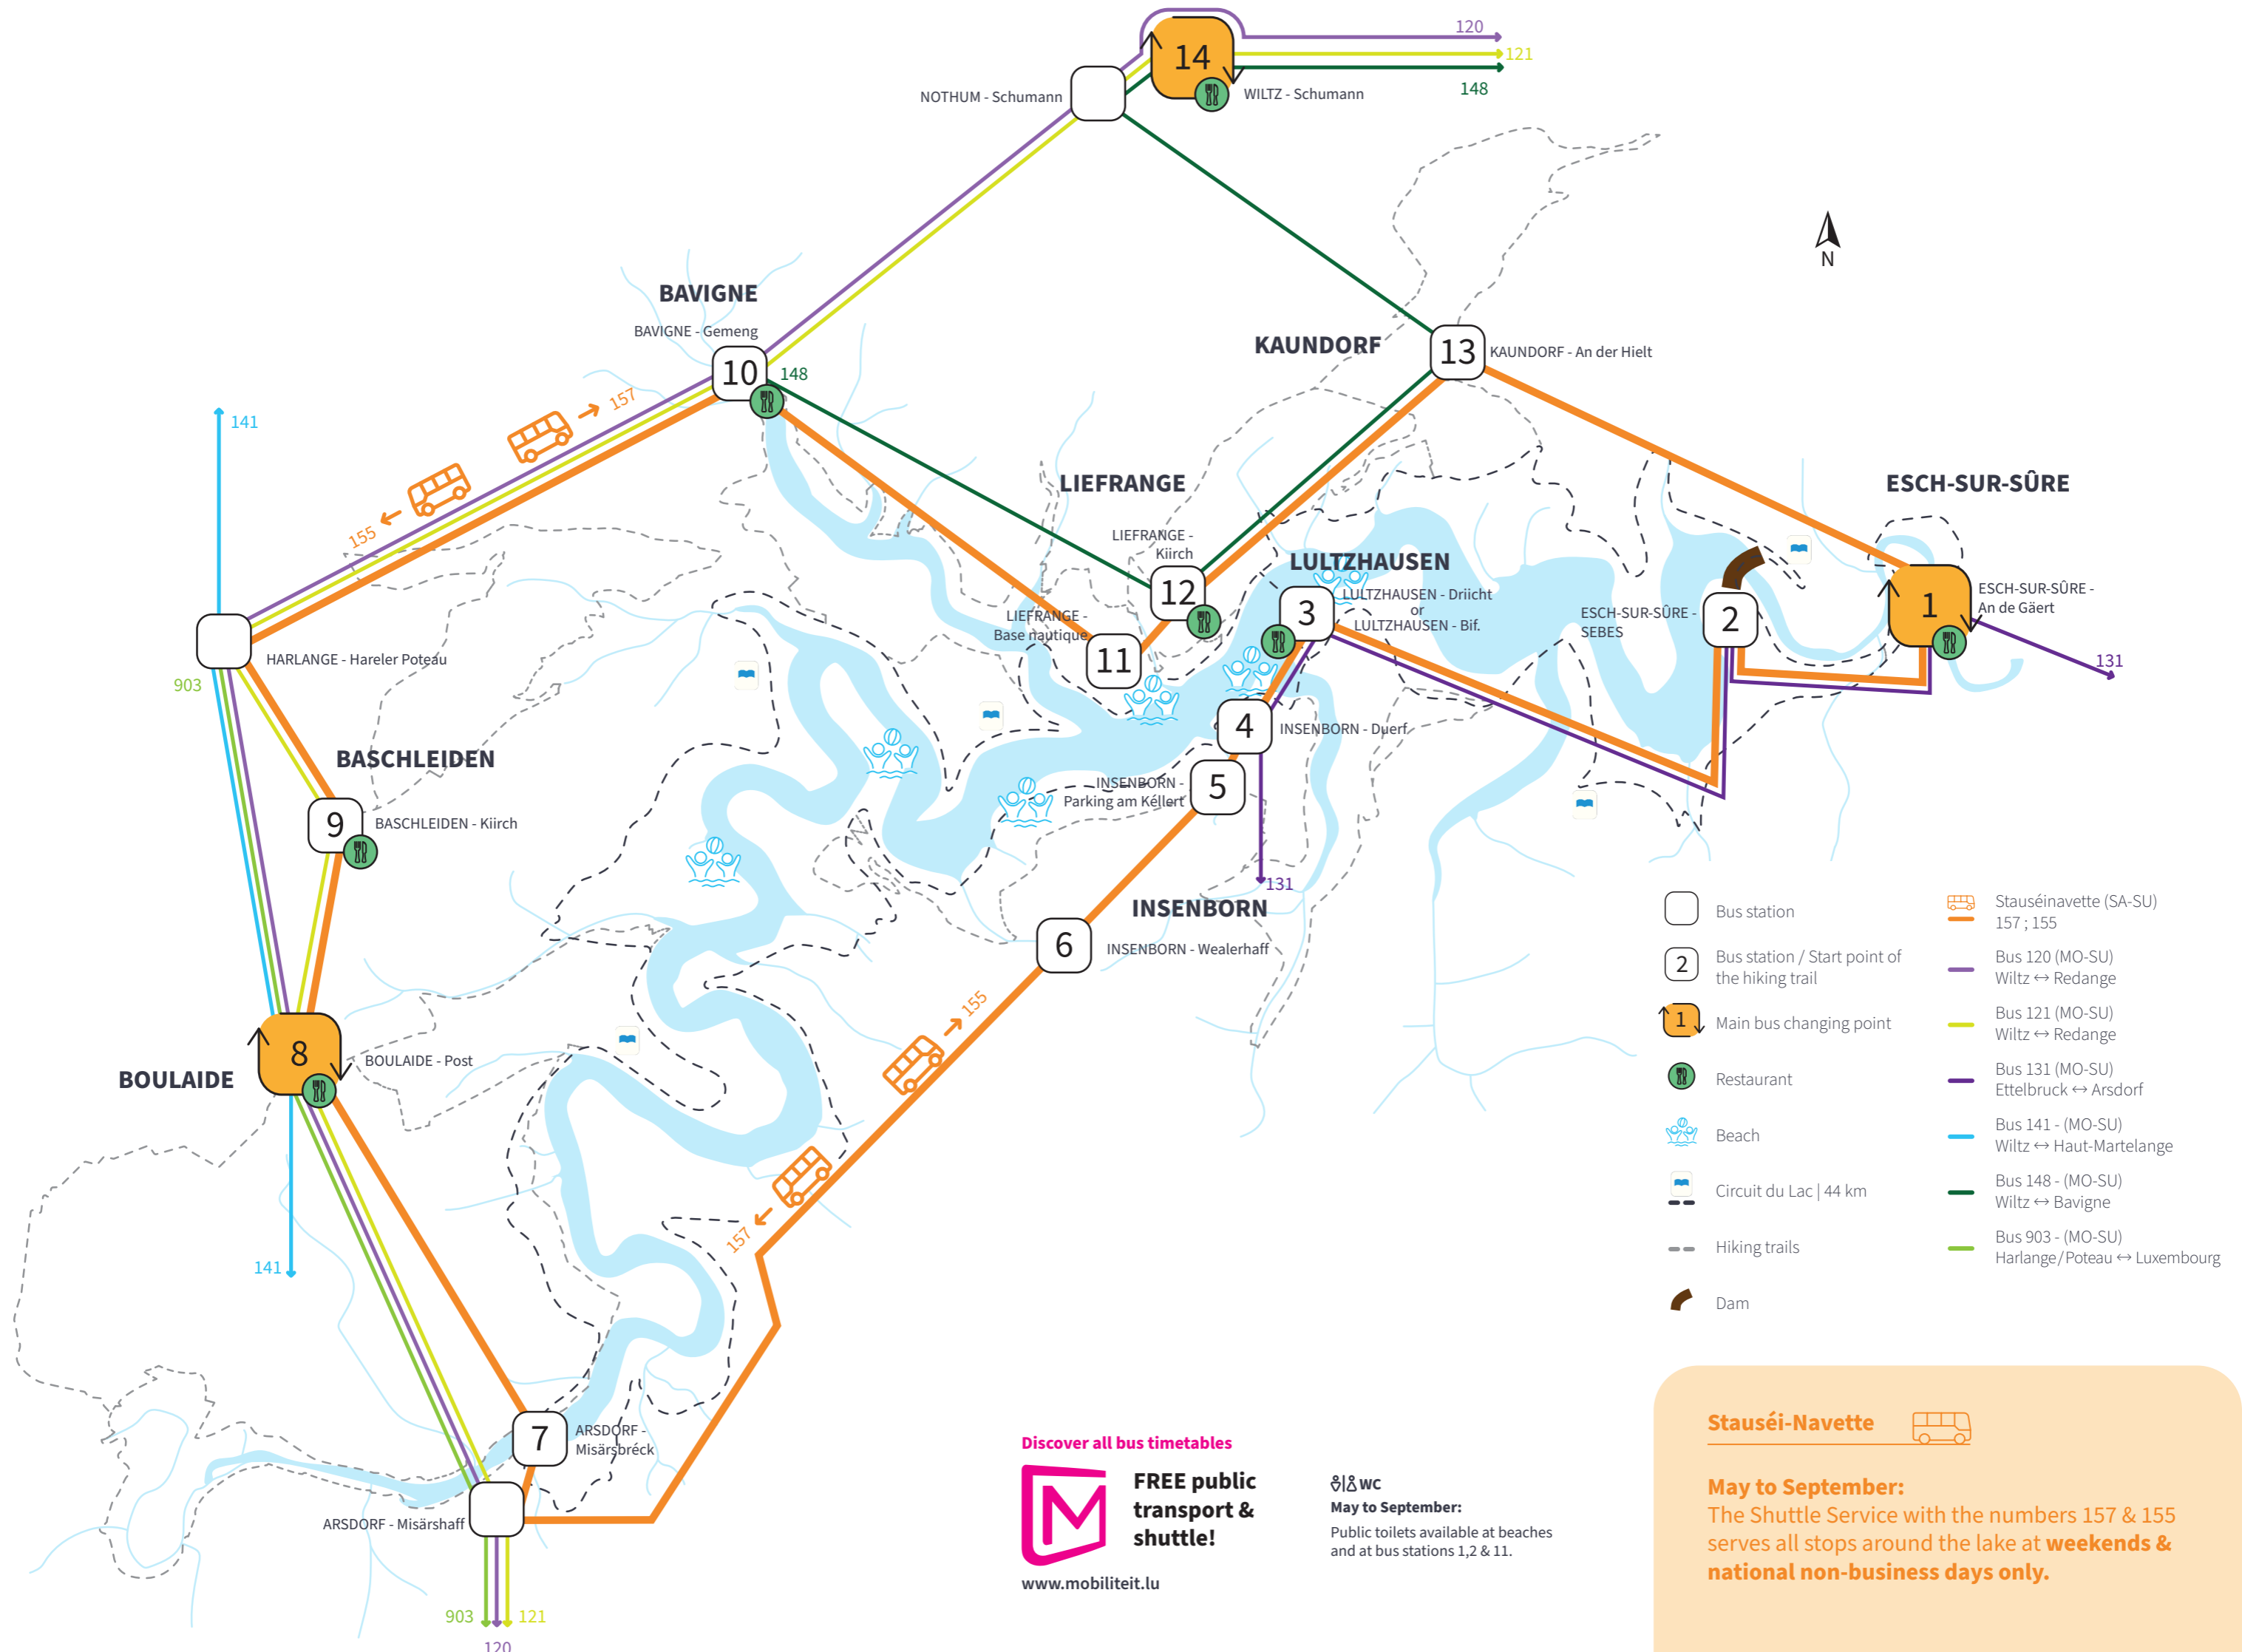 120
121
148
14
NOTHUM - Schumann
WILTZ - Schumann
N
BAVIGNE
BAVIGNE - Gemeng
10
148
157
155
141
KAUNDORF
13
KAUNDORF - An der Hielt
LIEFRANGE
LIEFRANGE -
Kiirch
12
LIEFRANGE -
Base nautique
11
LULTZHAUSEN
LULTZHAUSEN - Driicht
or
LULTZHAUSEN - Bif.
3
ESCH-SUR-SÛRE
ESCH-SUR-SÛRE -
SEBES
2
1
ESCH-SUR-SÛRE -
An de Gäert
131
HARLANGE - Hareler Poteau
903
BASCHLEIDEN
9
BASCHLEIDEN - Kiirch
4
INSENBORN - Duerf
INSENBORN -
Parking am Kéllert
5
131
INSENBORN
6
INSENBORN - Wealerhaff
155
157
8
BOULAIDE
BOULAIDE - Post
141
7
ARSDORF -
Misärsbréck
ARSDORF - Misärshaff
903
121
120
Bus station
2
Bus station / Start point of
the hiking trail
1
Main bus changing point
Restaurant
Beach
Circuit du Lac | 44 km
Hiking trails
Dam
Stauséinavette (SA-SU)
157 ; 155
Bus 120 (MO-SU)
Wiltz ↔ Redange
Bus 121 (MO-SU)
Wiltz ↔ Redange
Bus 131 (MO-SU)
Ettelbruck ↔ Arsdorf
Bus 141 - (MO-SU)
Wiltz ↔ Haut-Martelange
Bus 148 - (MO-SU)
Wiltz ↔ Bavigne
Bus 903 - (MO-SU)
Harlange/Poteau ↔ Luxembourg
Discover all bus timetables
M
FREE public
transport &
shuttle!
www.mobiliteit.lu
WC
May to September:
Public toilets available at beaches
and at bus stations 1,2 & 11.
Stauséi-Navette
May to September:
The Shuttle Service with the numbers 157 & 155
serves all stops around the lake at weekends &
national non-business days only.